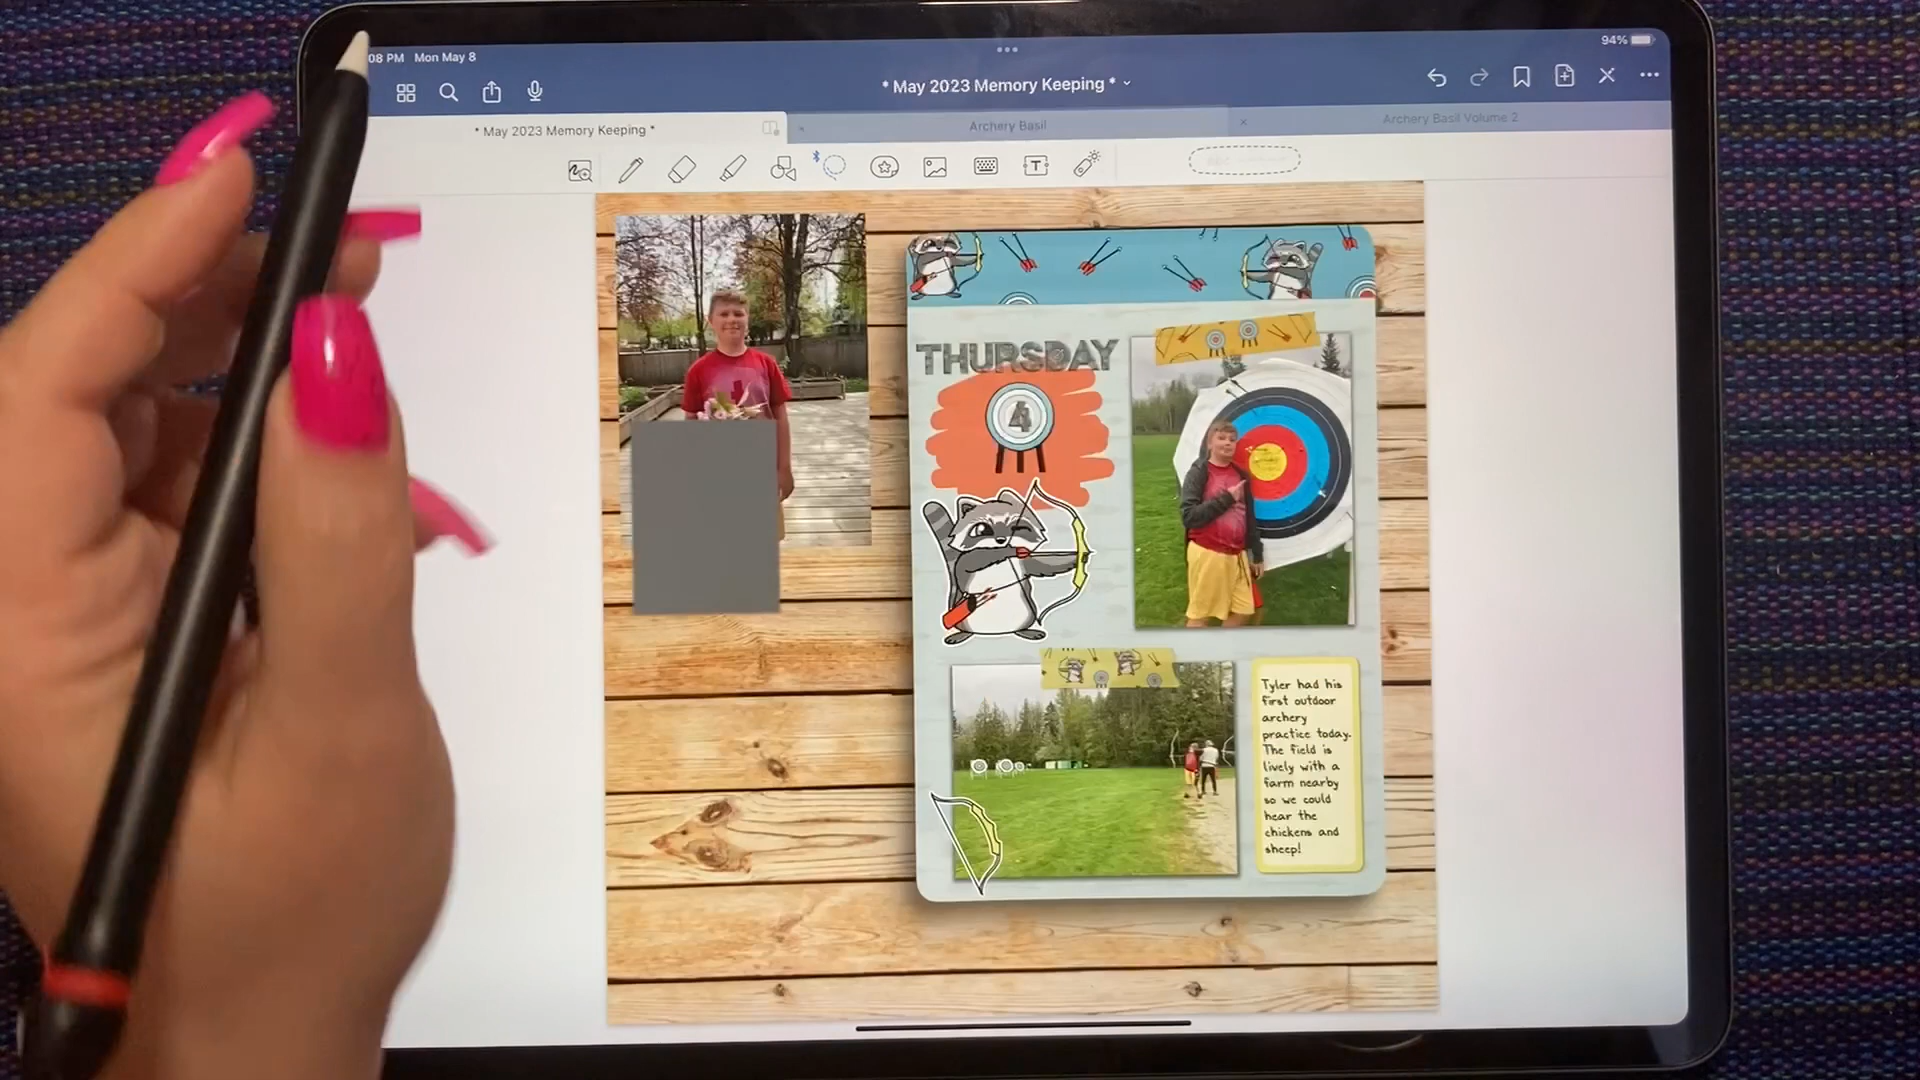 08 PM Mon May 8
94%
* May 2023 Memory Keeping *
* May 2023 Memory Keeping *
Archery Basil
Archery Basil Volume 2
T
THURSDAY
4
Tyler had his
first outdoor
archery
practice today.
The field is
lively with a
farm nearby
so we could
hear the
chickens and
sheep!